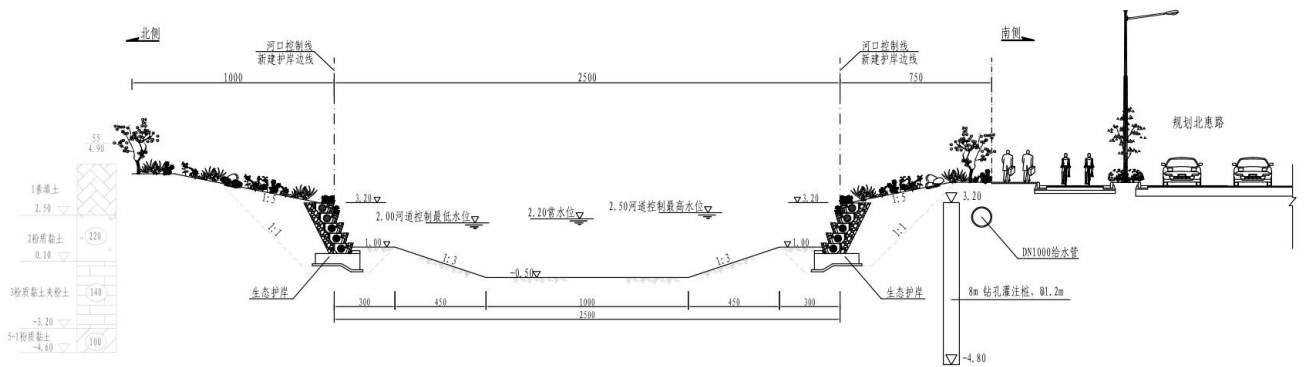 北侧
南侧
河口控制线
新建护岸边线
河口控制线
新建护岸边线
1000
2500
750
规划北惠路
55
4.90
1素填土
2.50
2粉质黏土
220
0.10
3粉质黏土夹粉土
140
-3.20
5-1粉质黏土
100
-4.60
1:5
1:1
3.20
2.00河道控制最低水位
2.20常水位
2.50河道控制最高水位
3.20
1:5
1:1
3.20
1.00
1:3
-0.50
1:3
1.00
DN1000给水管
生态护岸
生态护岸
8m 钻孔灌注桩,@1.2m
300
450
1000
450
300
2500
-4.80